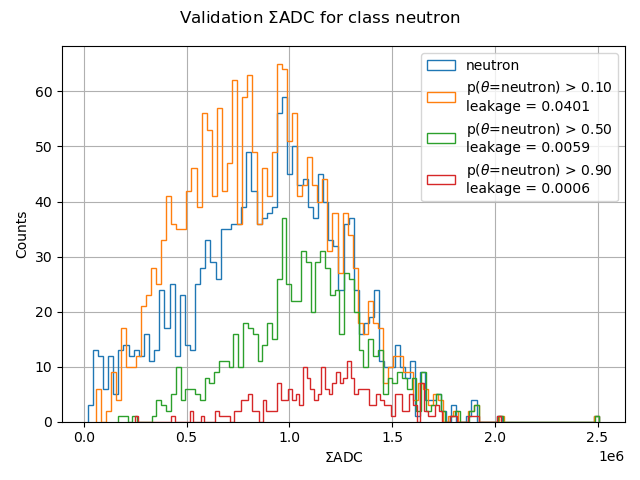 Validation ΣADC for class neutron
neutron
p(θ=neutron) > 0.10
leakage = 0.0401
p(θ=neutron) > 0.50
leakage = 0.0059
p(θ=neutron) > 0.90
leakage = 0.0006
Counts
60
50
40
30
20
10
0
0.0 0.5 1.0 1.5 2.0 2.5
1e6
ΣADC